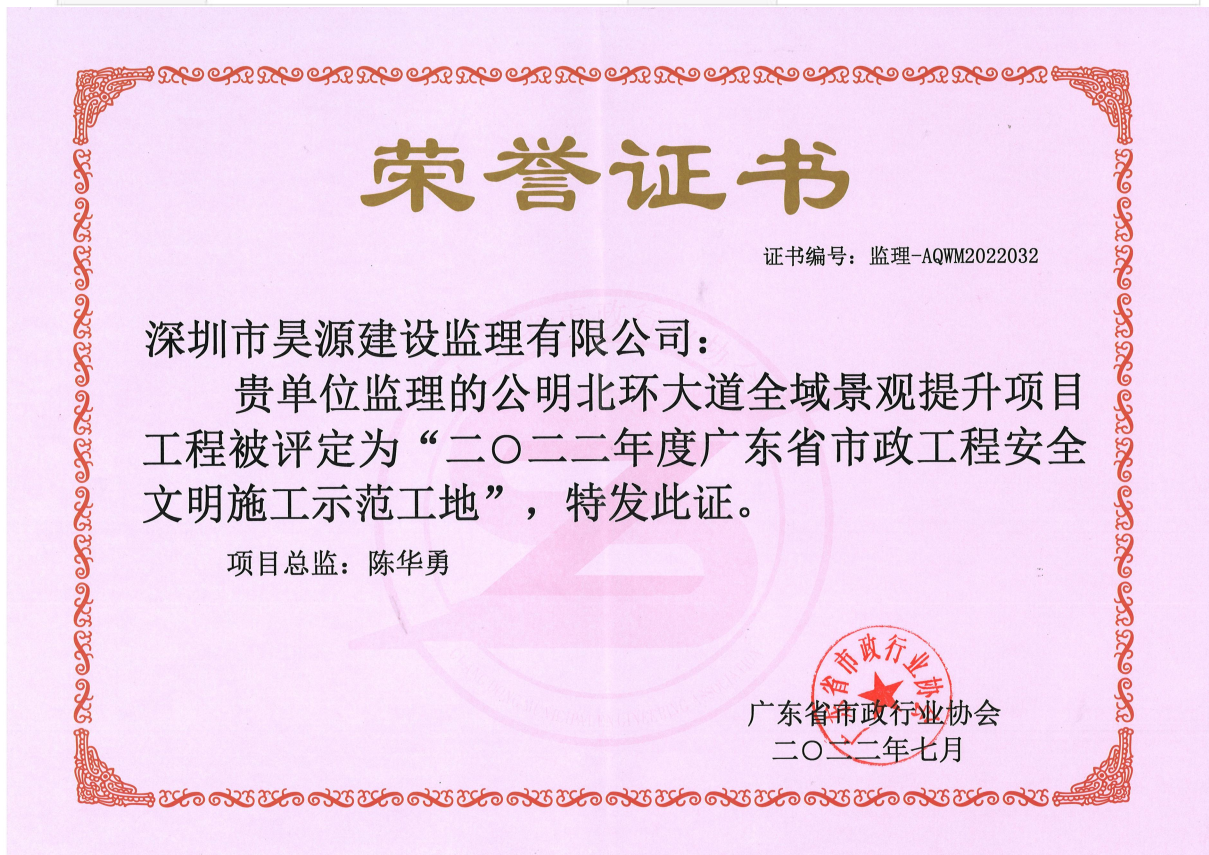 荣誉证书
证书编号：监理-AQWM2022032
深圳市昊源建设监理有限公司：
贵单位监理的公明北环大道全域景观提升项目
工程被评定为“二〇二二年度广东省市政工程安全
文明施工示范工地”，特发此证。
项目总监：陈华勇
广东省市政行业协会
广东省市政行业协会
二〇二二年七月